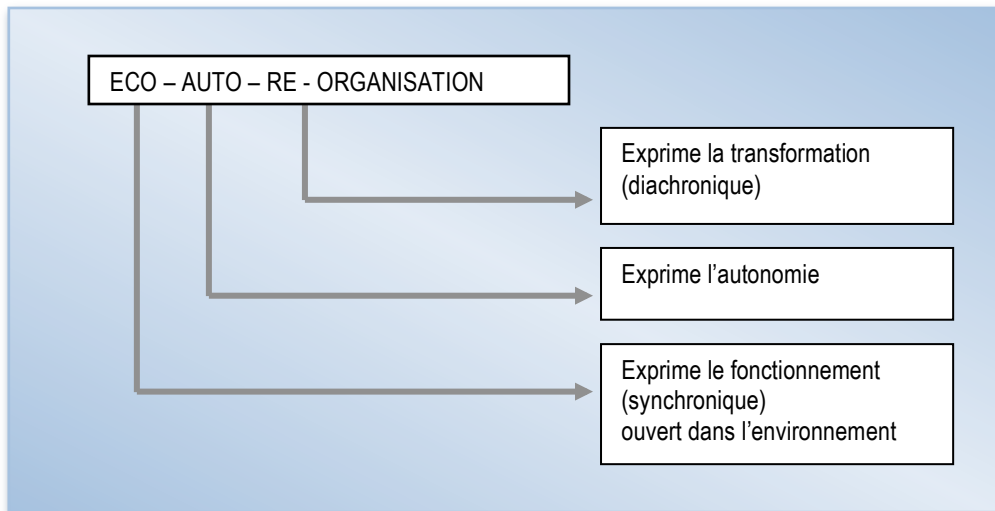 ECO – AUTO – RE - ORGANISATION
Exprime la transformation
(diachronique)
Exprime l’autonomie
Exprime le fonctionnement
(synchronique)
ouvert dans l’environnement